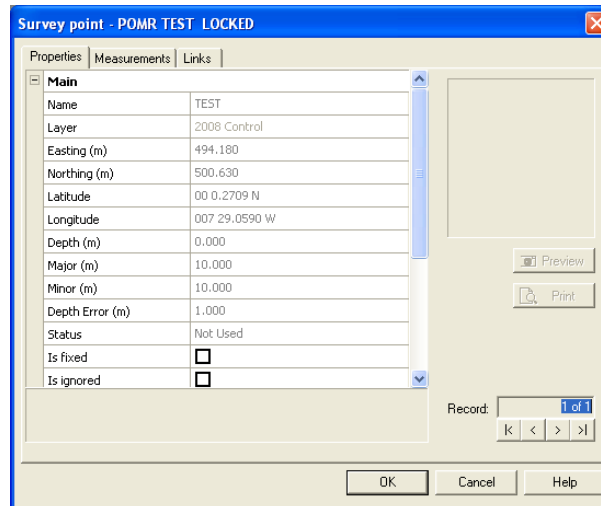 Survey point - POMR TEST LOCKED
Properties Measurements Links
Main
Name TEST
Layer 2008 Control
Easting (m) 494.180
Northing (m) 500.630
Latitude 00 0.2709 N
Longitude 007 29.0590 W
Depth (m) 0.000
Major (m) 10.000
Minor (m) 10.000
Depth Error (m) 1.000
Status Not Used
Is fixed
Is ignored
Preview
Print
Record: 1 of 1
OK Cancel Help